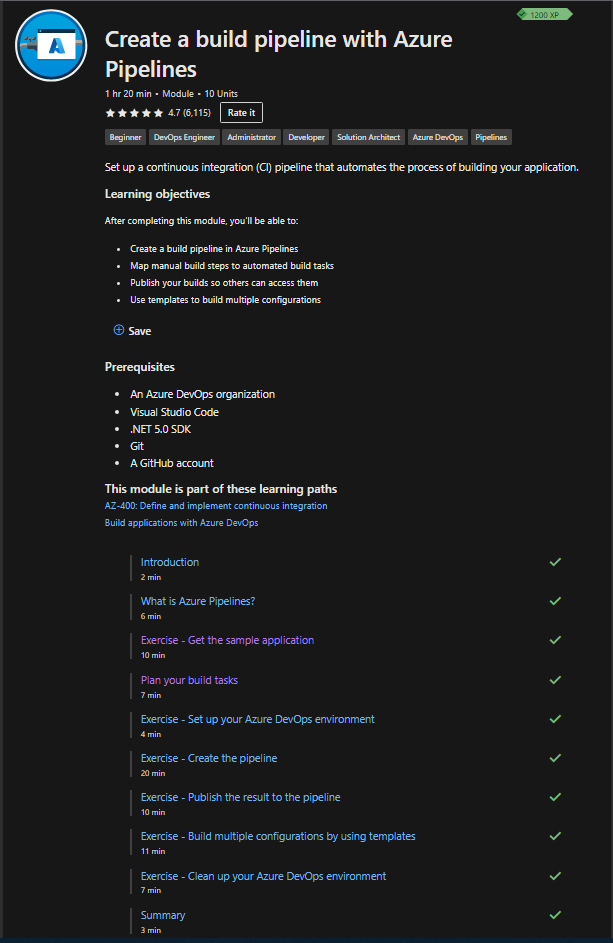 1200 XP
Create a build pipeline with Azure
Pipelines
1 hr 20 min • Module • 10 Units
4.7 (6,115) Rate it
Beginner DevOps Engineer Administrator Developer Solution Architect Azure DevOps Pipelines
Set up a continuous integration (CI) pipeline that automates the process of building your application.
Learning objectives
After completing this module, you'll be able to:
• Create a build pipeline in Azure Pipelines
• Map manual build steps to automated build tasks
• Publish your builds so others can access them
• Use templates to build multiple configurations
Save
Prerequisites
• An Azure DevOps organization
• Visual Studio Code
• .NET 5.0 SDK
• Git
• A GitHub account
This module is part of these learning paths
AZ-400: Define and implement continuous integration
Build applications with Azure DevOps
Introduction
2 min
What is Azure Pipelines?
6 min
Exercise - Get the sample application
10 min
Plan your build tasks
7 min
Exercise - Set up your Azure DevOps environment
4 min
Exercise - Create the pipeline
20 min
Exercise - Publish the result to the pipeline
10 min
Exercise - Build multiple configurations by using templates
11 min
Exercise - Clean up your Azure DevOps environment
7 min
Summary
3 min